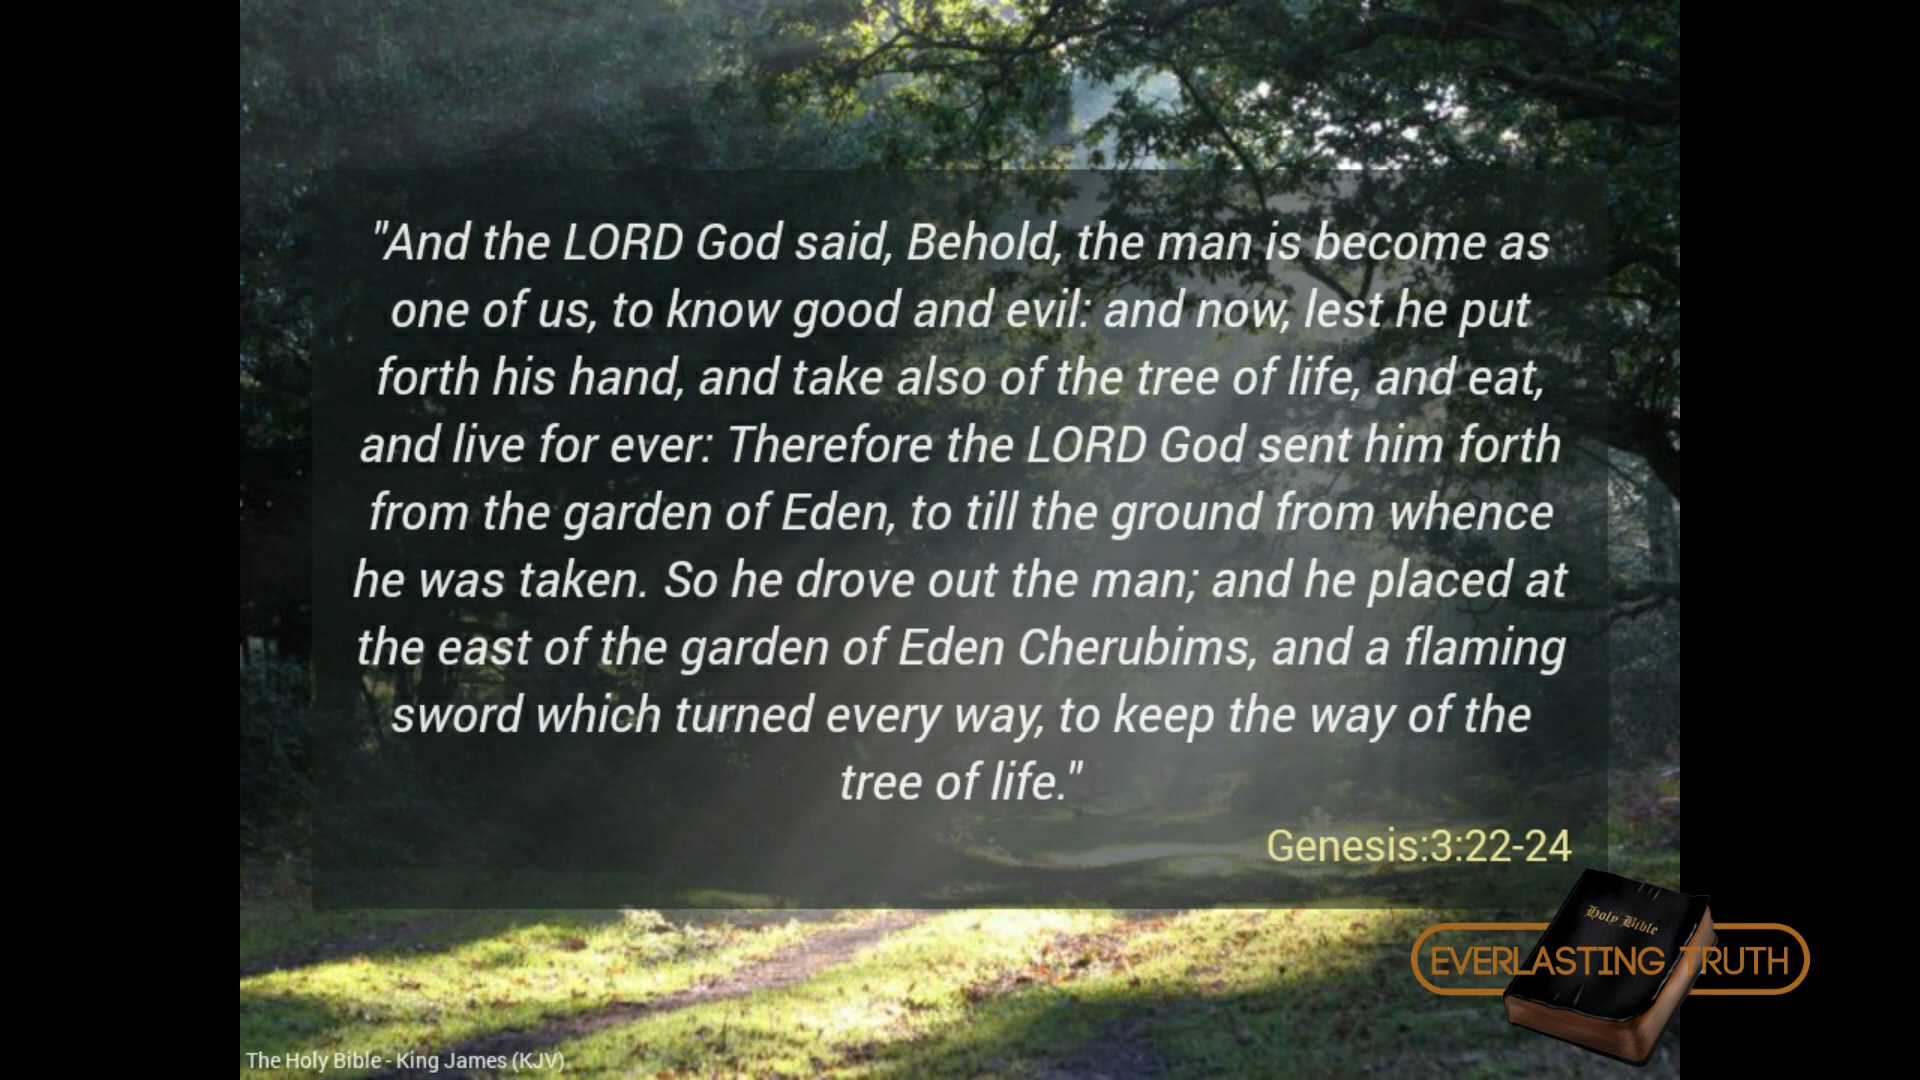 "And the LORD God said, Behold, the man is become as
one of us, to know good and evil: and now, lest he put
forth his hand, and take also of the tree of life, and eat,
and live for ever: Therefore the LORD God sent him forth
from the garden of Eden, to till the ground from whence
he was taken. So he drove out the man; and he placed at
the east of the garden of Eden Cherubims, and a flaming
sword which turned every way, to keep the way of the
tree of life."
Genesis:3:22-24
Holy Bible
EVERLASTING TRUTH
The Holy Bible - King James (KJV)